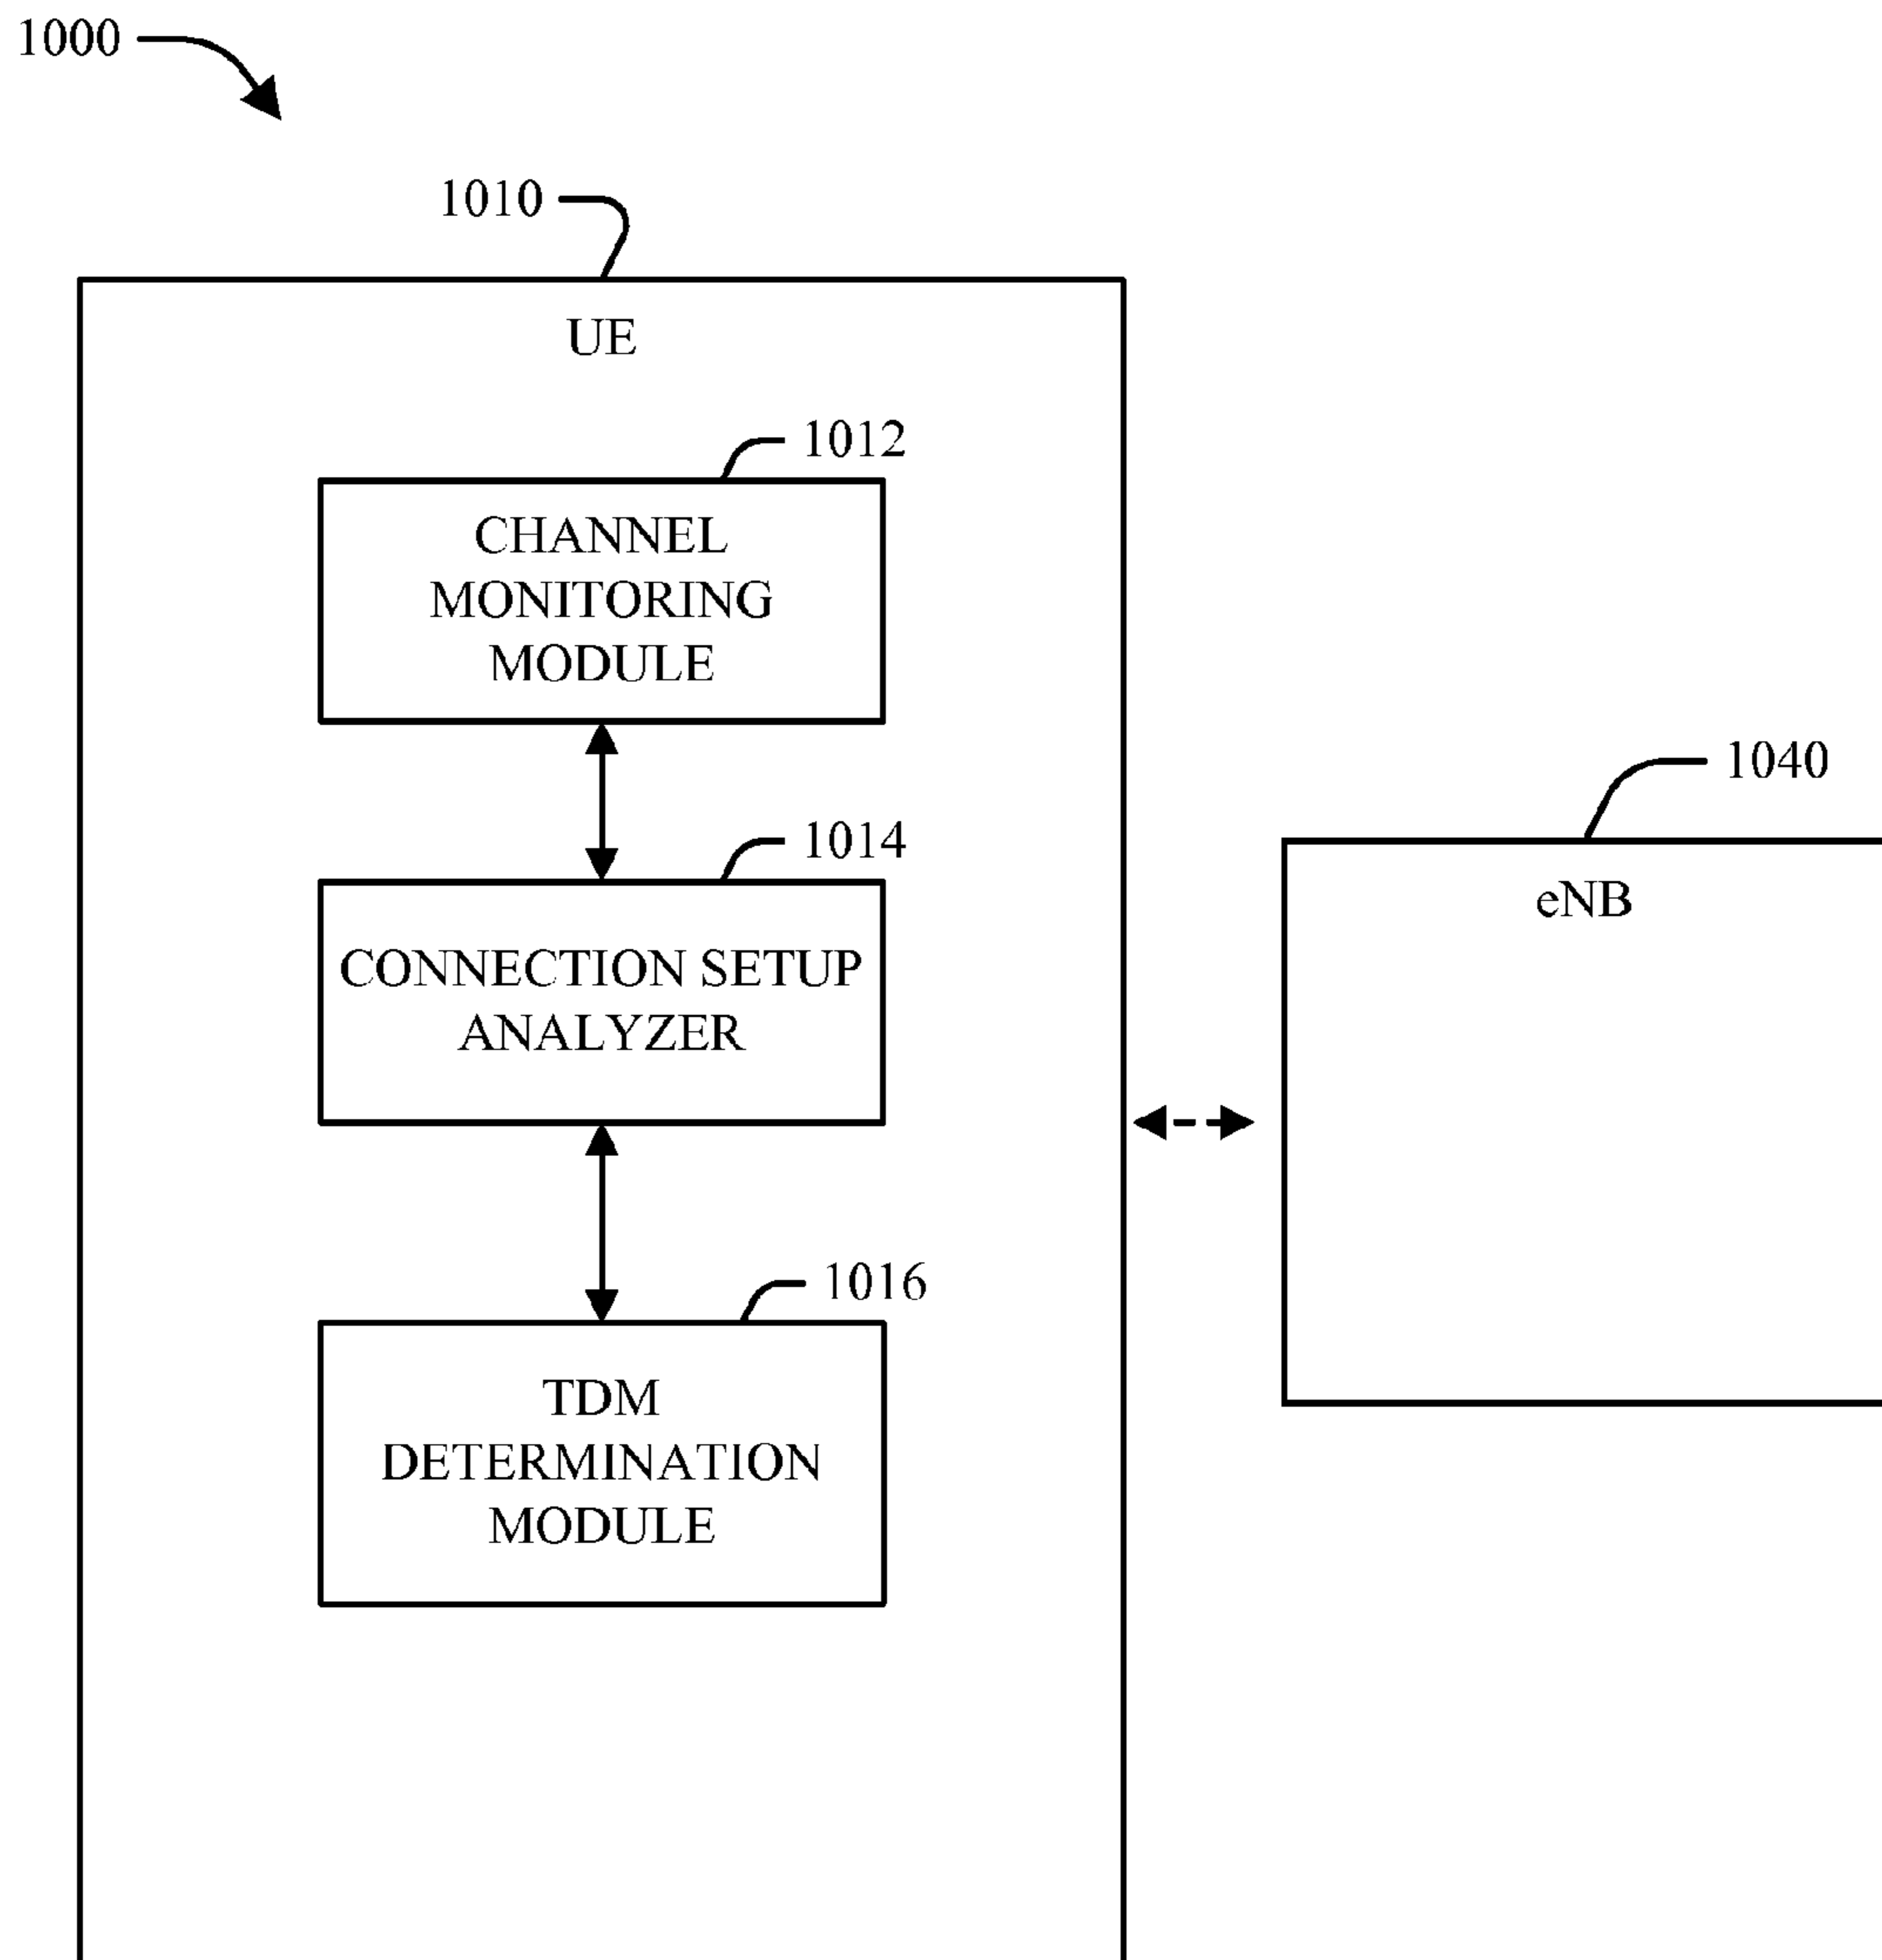 1000
1010
UE
1012
CHANNEL
MONITORING
MODULE
1040
1014
eNB
CONNECTION SETUP
ANALYZER
1016
TDM
DETERMINATION
MODULE